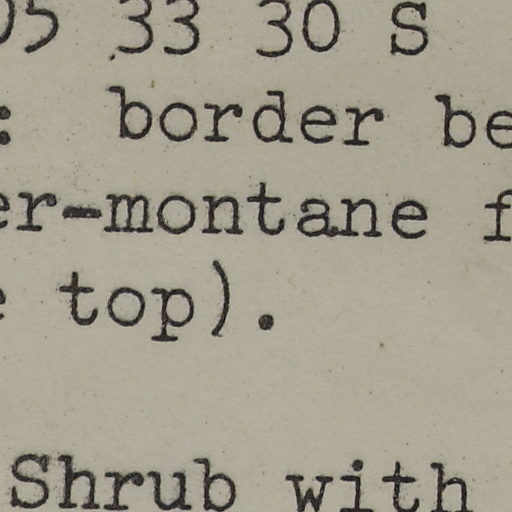 05 33 30 S
: border be
er-montane f
e top).
Shrub with